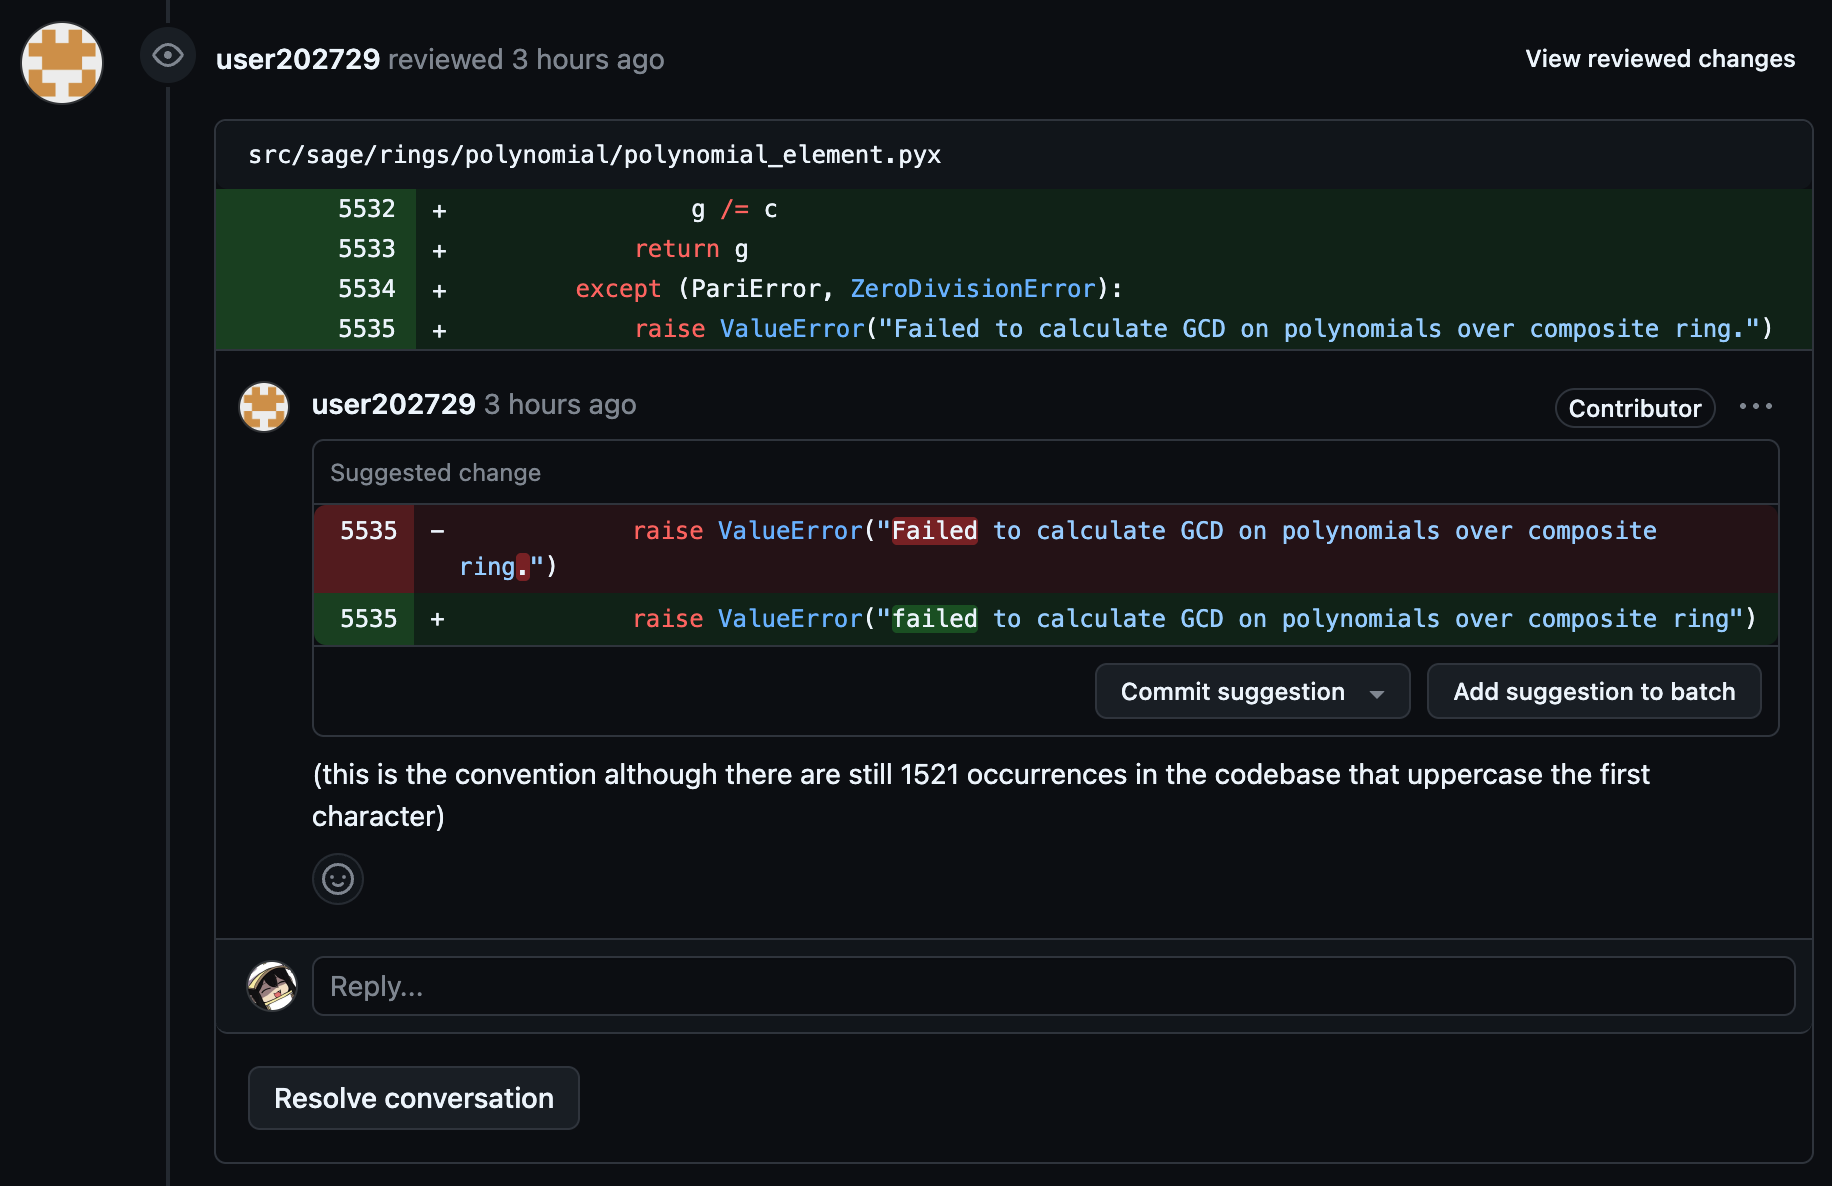 user202729 reviewed 3 hours ago
View reviewed changes
src/sage/rings/polynomial/polynomial_element.pyx
5532 + g /= c
5533 + return g
5534 + except (PariError, ZeroDivisionError):
5535 + raise ValueError("Failed to calculate GCD on polynomials over composite ring.")
user202729 3 hours ago
Contributor
Suggested change
5535 - raise ValueError("Failed to calculate GCD on polynomials over composite
ring.")
5535 + raise ValueError("failed to calculate GCD on polynomials over composite ring")
Commit suggestion
Add suggestion to batch
(this is the convention although there are still 1521 occurrences in the codebase that uppercase the first
character)
Reply...
Resolve conversation